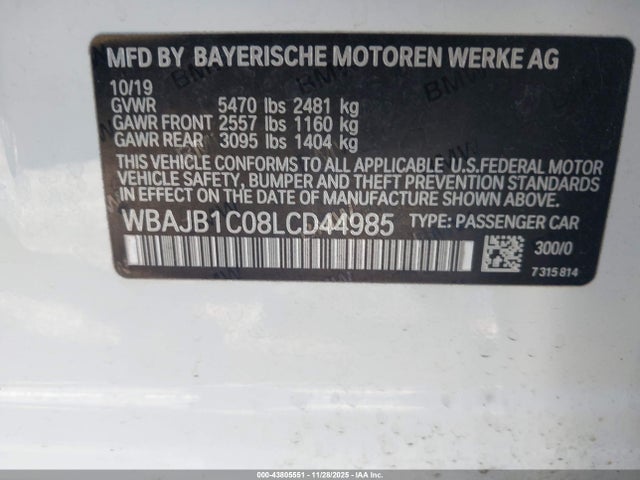 MFD BY BAYERISCHE MOTOREN WERKE AG
10/19
GVWR 5470 lbs 2481 kg
GAWR FRONT 2557 lbs 1160 kg
GAWR REAR 3095 lbs 1404 kg
THIS VEHICLE CONFORMS TO ALL APPLICABLE U.S.FEDERAL MOTOR
VEHICLE SAFETY, BUMPER AND THEFT PREVENTION STANDARDS
IN EFFECT ON THE DATE OF MANUFACTURE SHOWN ABOVE.
WBAJB1C08LCD44985 TYPE: PASSENGER CAR
300/0
7 315 814
000-43805551 - 11/28/2025 - IAAI.COM